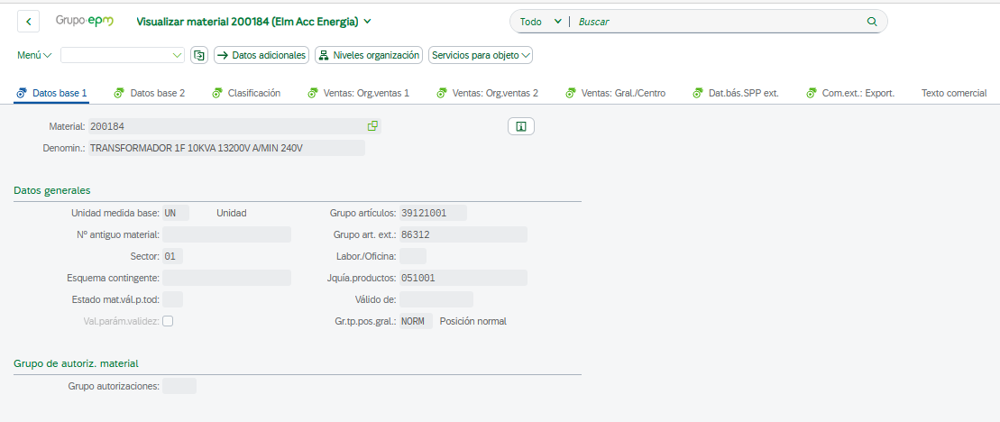 Grupo·epm Visualizar material 200184 (Elm Acc Energia) Todo Buscar
Menú Datos adicionales Niveles organización Servicios para objeto
Datos base 1 Datos base 2 Clasificación Ventas: Org.ventas 1 Ventas: Org.ventas 2 Ventas: Gral./Centro Dat.bás.SPP ext. Com.ext.: Export. Texto comercial
Material: 200184
Denomin.: TRANSFORMADOR 1F 10KVA 13200V A/MIN 240V
Datos generales
Unidad medida base: UN Unidad Grupo artículos: 39121001
Nº antiguo material: Grupo art. ext.: 86312
Sector: 01 Labor./Oficina:
Esquema contingente: Jquía.productos: 051001
Estado mat.vál.p.tod: Válido de:
Val.parám.validez: Gr.tp.pos.gral.: NORM Posición normal
Grupo de autoriz. material
Grupo autorizaciones: